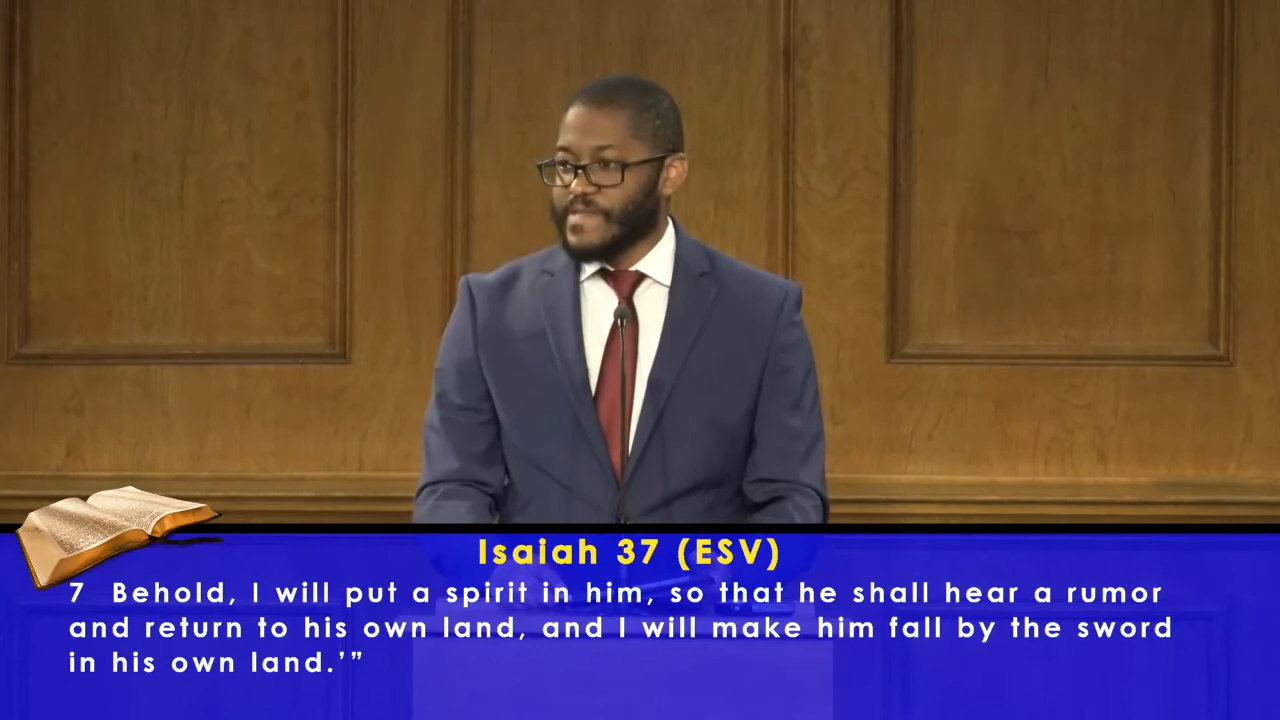 Isaiah 37 (ESV)
7 Behold, I will put a spirit in him, so that he shall hear a rumor
and return to his own land, and I will make him fall by the sword
in his own land.’”